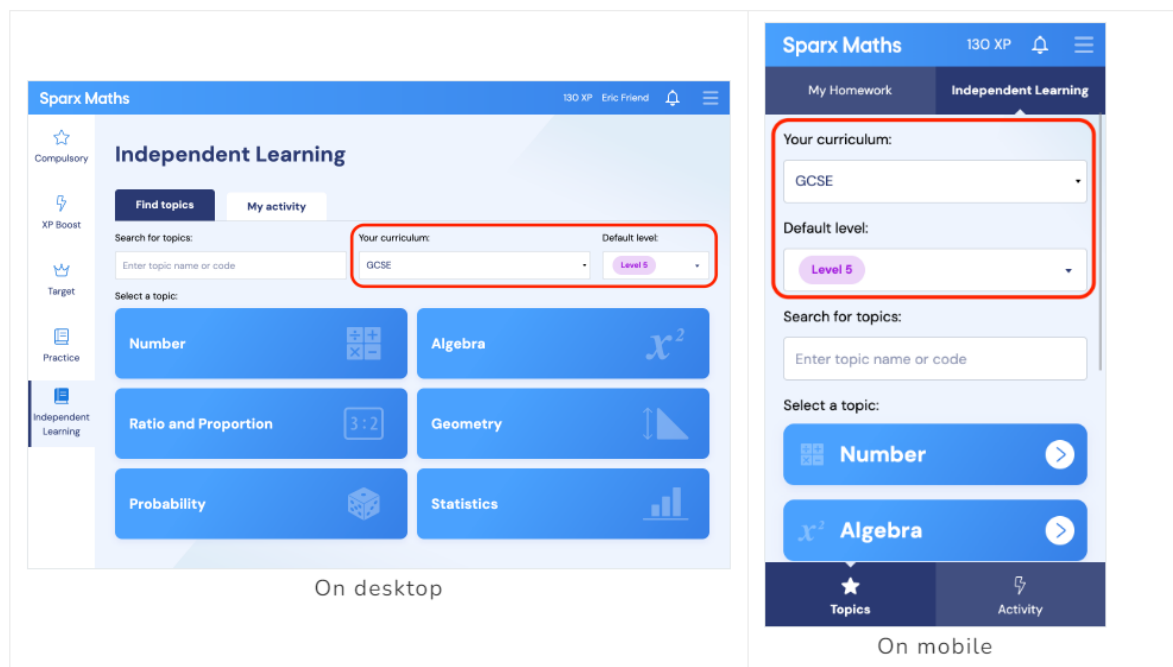 Sparx Maths 130 XP Eric Friend
Compulsory
XP Boost
Target
Practice
Independent
Learning
Independent Learning
Find topics My activity
Search for topics: Your curriculum: Default level:
Enter topic name or code GCSE Level 5
Select a topic:
Number Algebra x²
Ratio and Proportion 3:2 Geometry
Probability Statistics
On desktop
Sparx Maths 130 XP
My Homework Independent Learning
Your curriculum:
GCSE
Default level:
Level 5
Search for topics:
Enter topic name or code
Select a topic:
Number
x² Algebra
Topics Activity
On mobile